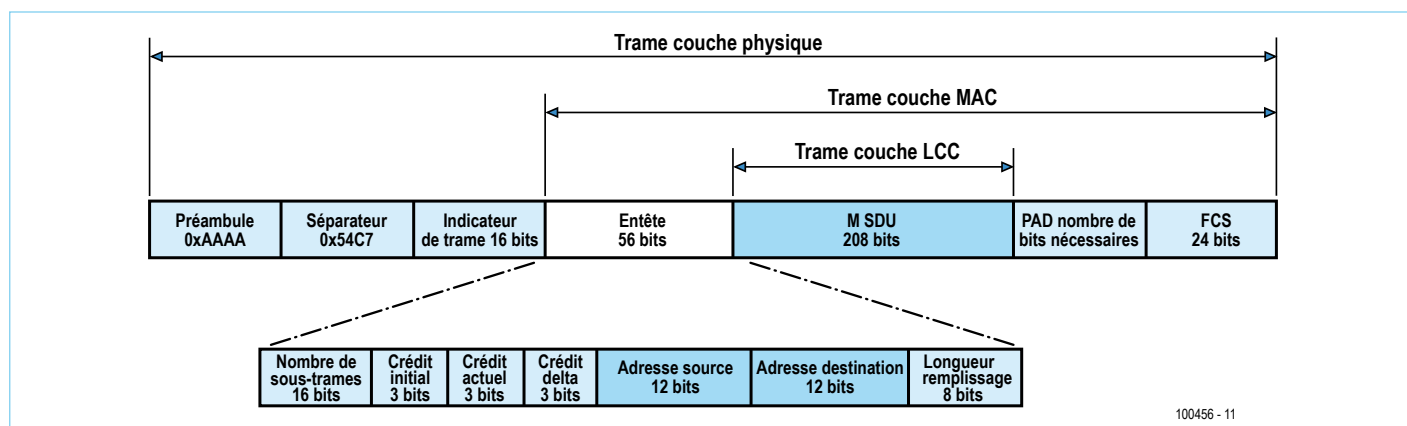 Trame couche physique
Trame couche MAC
Trame couche LCC
Préambule
0xAAAA
Séparateur
0x54C7
Indicateur
de trame 16 bits
Entête
56 bits
M SDU
208 bits
PAD nombre de
bits nécessaires
FCS
24 bits
Nombre de
sous-trames
16 bits
Crédit
initial
3 bits
Crédit
actuel
3 bits
Crédit
delta
3 bits
Adresse source
12 bits
Adresse destination
12 bits
Longueur
remplissage
8 bits
100456 - 11